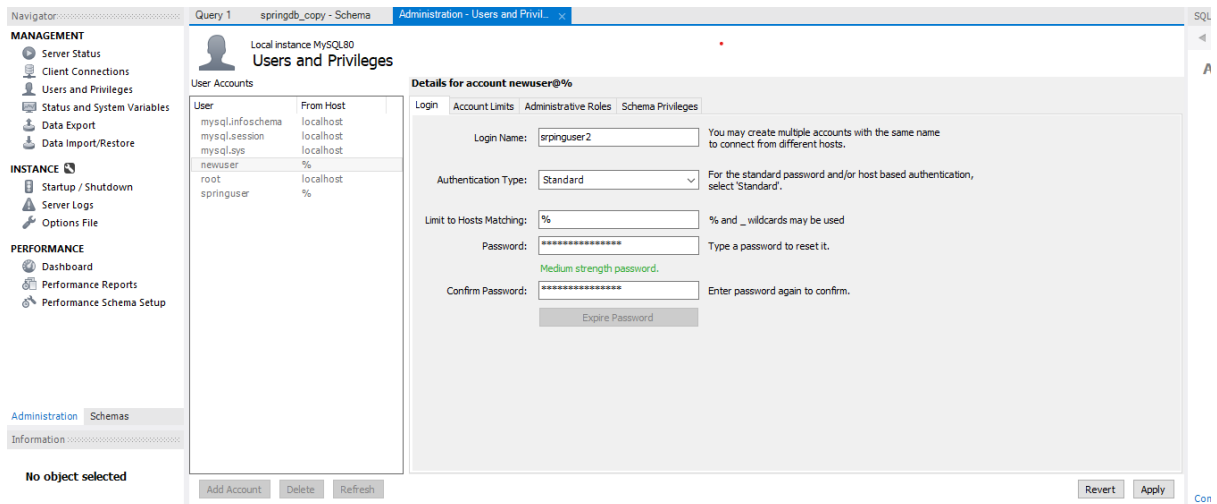 Navigator
Query 1
springdb_copy - Schema
Administration - Users and Privil...
SQL
MANAGEMENT
Server Status
Client Connections
Users and Privileges
Status and System Variables
Data Export
Data Import/Restore
INSTANCE
Startup / Shutdown
Server Logs
Options File
PERFORMANCE
Dashboard
Performance Reports
Performance Schema Setup
Administration Schemas
Information
No object selected
Local instance MySQL80
Users and Privileges
User Accounts
User From Host
mysql.infoschema localhost
mysql.session localhost
mysql.sys localhost
newuser %
root localhost
springuser %
Add Account Delete Refresh
Details for account newuser@%
Login Account Limits Administrative Roles Schema Privileges
Login Name: srpinguser2 You may create multiple accounts with the same name
to connect from different hosts.
Authentication Type: Standard For the standard password and/or host based authentication,
select 'Standard'.
Limit to Hosts Matching: % % and _ wildcards may be used
Password: *************** Type a password to reset it.
Medium strength password.
Confirm Password: *************** Enter password again to confirm.
Expire Password
Revert Apply